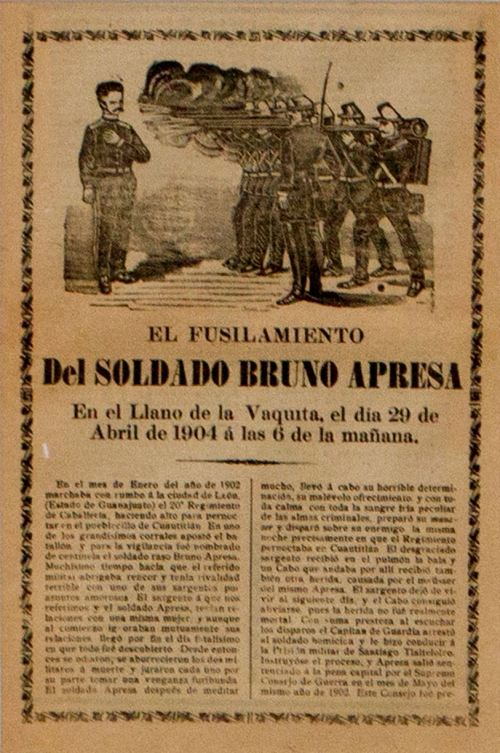 EL FUSILAMIENTO
Del SOLDADO BRUNO APRESA
En el Llano de la Vaquita, el día 29 de
Abril de 1904 á las 6 de la mañana.
En el mes de Enero del año de 1902
marchaba con rumbo á la ciudad de León,
(Estado de Guanajuato) el 20º Regimiento
de Caballería, haciendo alto para pernoc-
tar en el pueblecillo de Cuautitlán. En uno
de los grandísimos corrales apostó el ba-
tallón, y para la vigilancia fué nombrado
de centinela el soldado raso Bruno Apresa.
Muchísimo tiempo hacía que el referido
militar abrigaba rencor y tenía rivalidad
terrible con uno de sus sargentos por
asuntos amorosos. El sargento á que nos
referimos y el soldado Apresa, tenían re-
laciones con una misma mujer, y aunque
al comienzo ignoraban mutuamente sus
relaciones, llegó por fin el día fatalísimo
en que todo fué descubierto. Desde enton-
ces se odiaron, se aborrecieron los dos mi-
litares á muerte y juraron cada uno por
su parte tomar una venganza furibunda.
El soldado Apresa después de meditar
mucho, llevó á cabo su horrible determi-
nación, su malévolo ofrecimiento, y con to-
da calma con toda la sangre fría peculiar
de las almas criminales, preparó su
y disparó sobre su enemigo, la misma
noche precisamente en que el Regimiento
pernoctaba en Cuautitlán. El desgraciado
sargento recibió en el pulmón la bala y
un Cabo que andaba por allí recibió tam-
bién otra herida, causada por el
del mismo Apresa. El sargento dejó de vi-
vir al siguiente día, y el Cabo consiguió
aliviarse, pues la herida no fué realmente
mortal. Con suma presteza al escuchar
los disparos el Capitán de Guardia arrestó
al soldado homicida y lo hizo conducir á
la Prisión militar de Santiago Tlaltelolco.
Instruyóse el proceso, y Apresa salió sen-
tenciado á la pena capital por el Supremo
Consejo de Guerra en el mes de Mayo del
mismo año de 1902. Este Consejo fué pre-